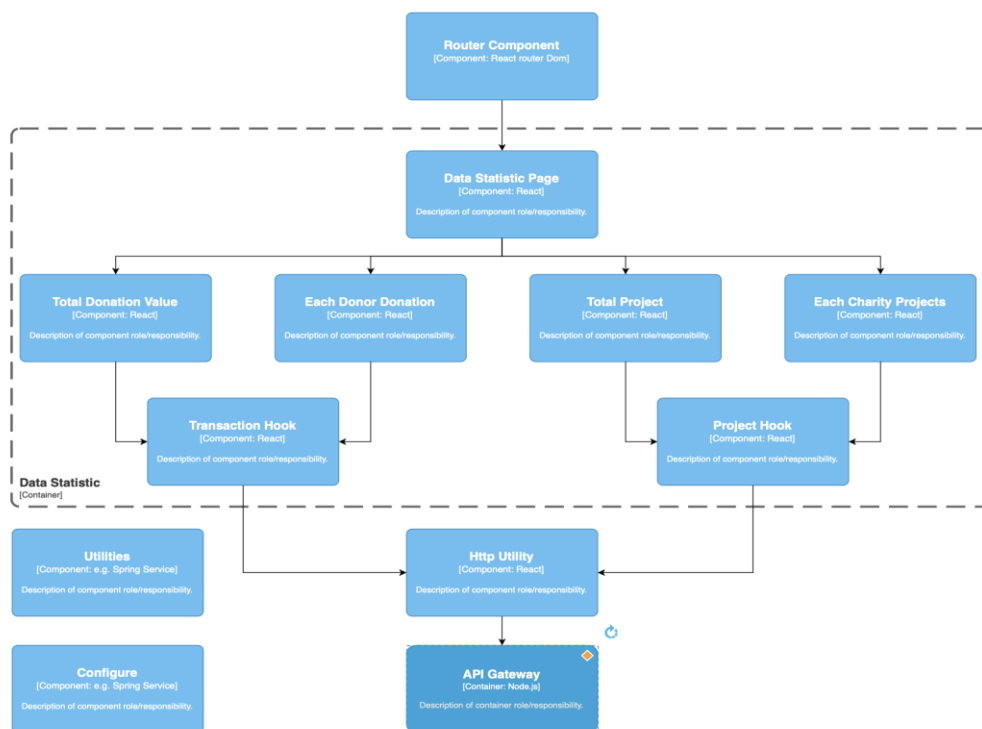 Router Component
[Component: React router Dom]
Data Statistic Page
[Component: React]
Description of component role/responsibility.
Total Donation Value
[Component: React]
Description of component role/responsibility.
Each Donor Donation
[Component: React]
Description of component role/responsibility.
Total Project
[Component: React]
Description of component role/responsibility.
Each Charity Projects
[Component: React]
Description of component role/responsibility.
Transaction Hook
[Component: React]
Description of component role/responsibility.
Project Hook
[Component: React]
Description of component role/responsibility.
Data Statistic
[Container]
Utilities
[Component: e.g. Spring Service]
Description of component role/responsibility.
Http Utility
[Component: React]
Description of component role/responsibility.
Configure
[Component: e.g. Spring Service]
Description of component role/responsibility.
API Gateway
[Container: Node.js]
Description of container role/responsibility.